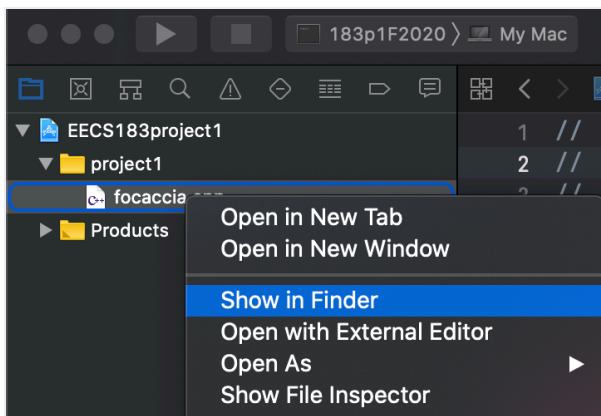 183p1F2020 〉 My Mac
EECS183project1
1 //
project1
2 //
C++ focaccia.cpp
Products
Open in New Tab
Open in New Window
Show in Finder
Open with External Editor
Open As
Show File Inspector